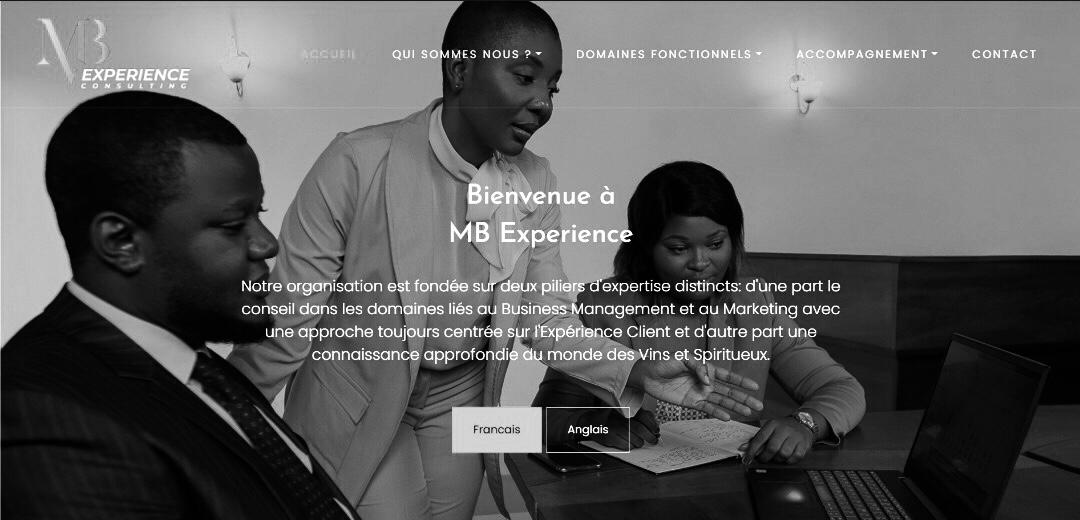 MB
EXPERIENCE
CONSULTING
ACCUEIL
QUI SOMMES NOUS ?
DOMAINES FONCTIONNELS
ACCOMPAGNEMENT
CONTACT
Bienvenue à
MB Experience
Notre organisation est fondée sur deux piliers d'expertise distincts: d'une part le
conseil dans les domaines liés au Business Management et au Marketing avec
une approche toujours centrée sur l'Expérience Client et d'autre part une
connaissance approfondie du monde des Vins et Spiritueux.
Francais
Anglais